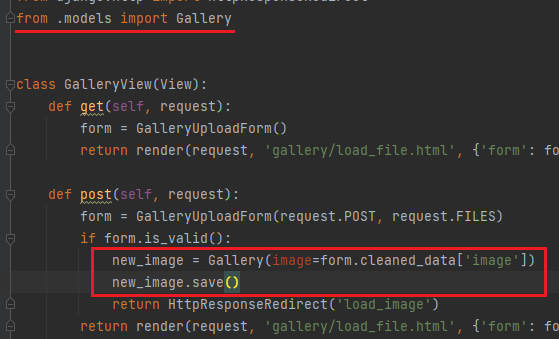 from .models import Gallery
class GalleryView(View):
def get(self, request):
form = GalleryUploadForm()
return render(request, 'gallery/load_file.html', {'form': fo
def post(self, request):
form = GalleryUploadForm(request.POST, request.FILES)
if form.is_valid():
new_image = Gallery(image=form.cleaned_data['image'])
new_image.save()
return HttpResponseRedirect('load_image')
return render(request, 'gallery/load_file.html', {'form': fo